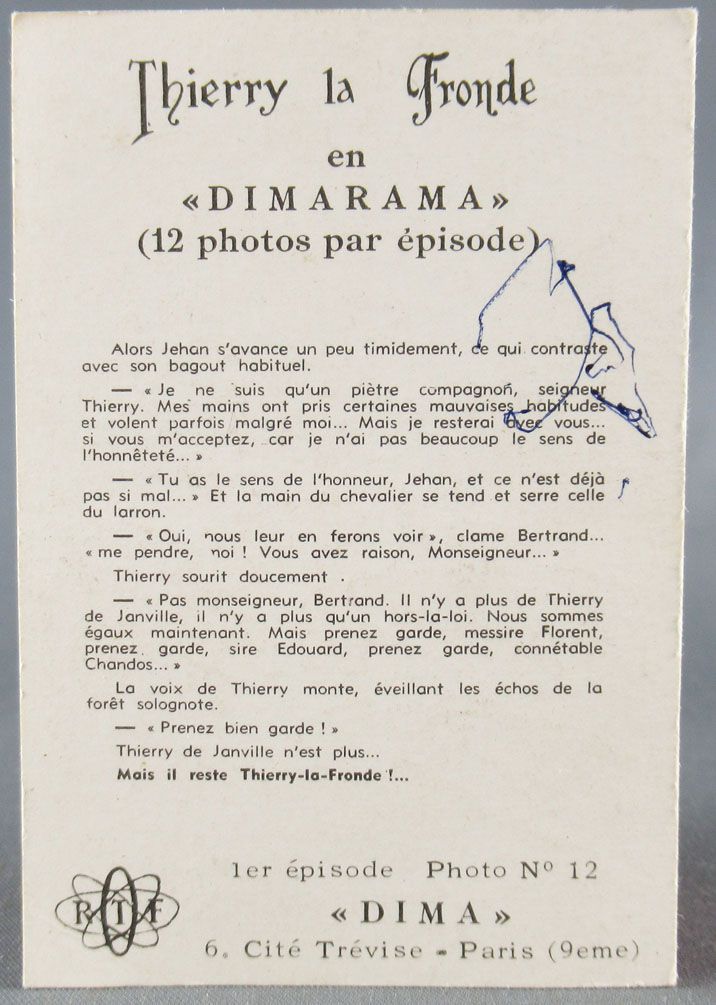 Thierry la Fronde
en
« DIMARAMA »
(12 photos par épisode)
Alors Jehan s'avance un peu timidement, ce qui contraste
avec son bagout habituel.
— « Je ne suis qu'un piètre compagnon, seigneur
Thierry. Mes mains ont pris certaines mauvaises habitudes
et volent parfois malgré moi... Mais je resterai avec vous...
si vous m'acceptez, car je n'ai pas beaucoup le sens de
l'honnêteté... »
— « Tu as le sens de l'honneur, Jehan, et ce n'est déjà
pas si mal... » Et la main du chevalier se tend et serre celle
du larron.
— « Oui, nous leur en ferons voir », clame Bertrand...
« me pendre, moi ! Vous avez raison, Monseigneur... »
Thierry sourit doucement .
— « Pas monseigneur, Bertrand. Il n'y a plus de Thierry
de Janville, il n'y a plus qu'un hors-la-loi. Nous sommes
égaux maintenant. Mais prenez garde, messire Florent,
prenez garde, sire Edouard, prenez garde, connétable
Chandos... »
La voix de Thierry monte, éveillant les échos de la
forêt solognote.
— « Prenez bien garde ! »
Thierry de Janville n'est plus...
Mais il reste Thierry-la-Fronde !...
1er épisode Photo Nº 12
RTF
« DIMA »
6. Cité Trévise - Paris (9eme)